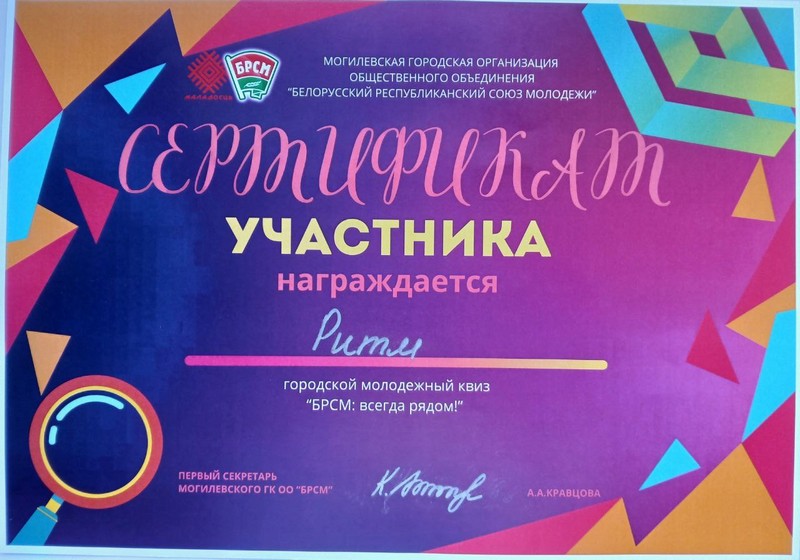 БРСМ
МОГИЛЕВСКАЯ ГОРОДСКАЯ ОРГАНИЗАЦИЯ
ОБЩЕСТВЕННОГО ОБЪЕДИНЕНИЯ
"БЕЛОРУССКИЙ РЕСПУБЛИКАНСКИЙ СОЮЗ МОЛОДЕЖИ"
СЕРТИФИКАТ
УЧАСТНИКА
награждается
Ритм
городской молодежный квиз
"БРСМ: всегда рядом!"
ПЕРВЫЙ СЕКРЕТАРЬ
МОГИЛЕВСКОГО ГК ОО "БРСМ"
А.А.КРАВЦОВА